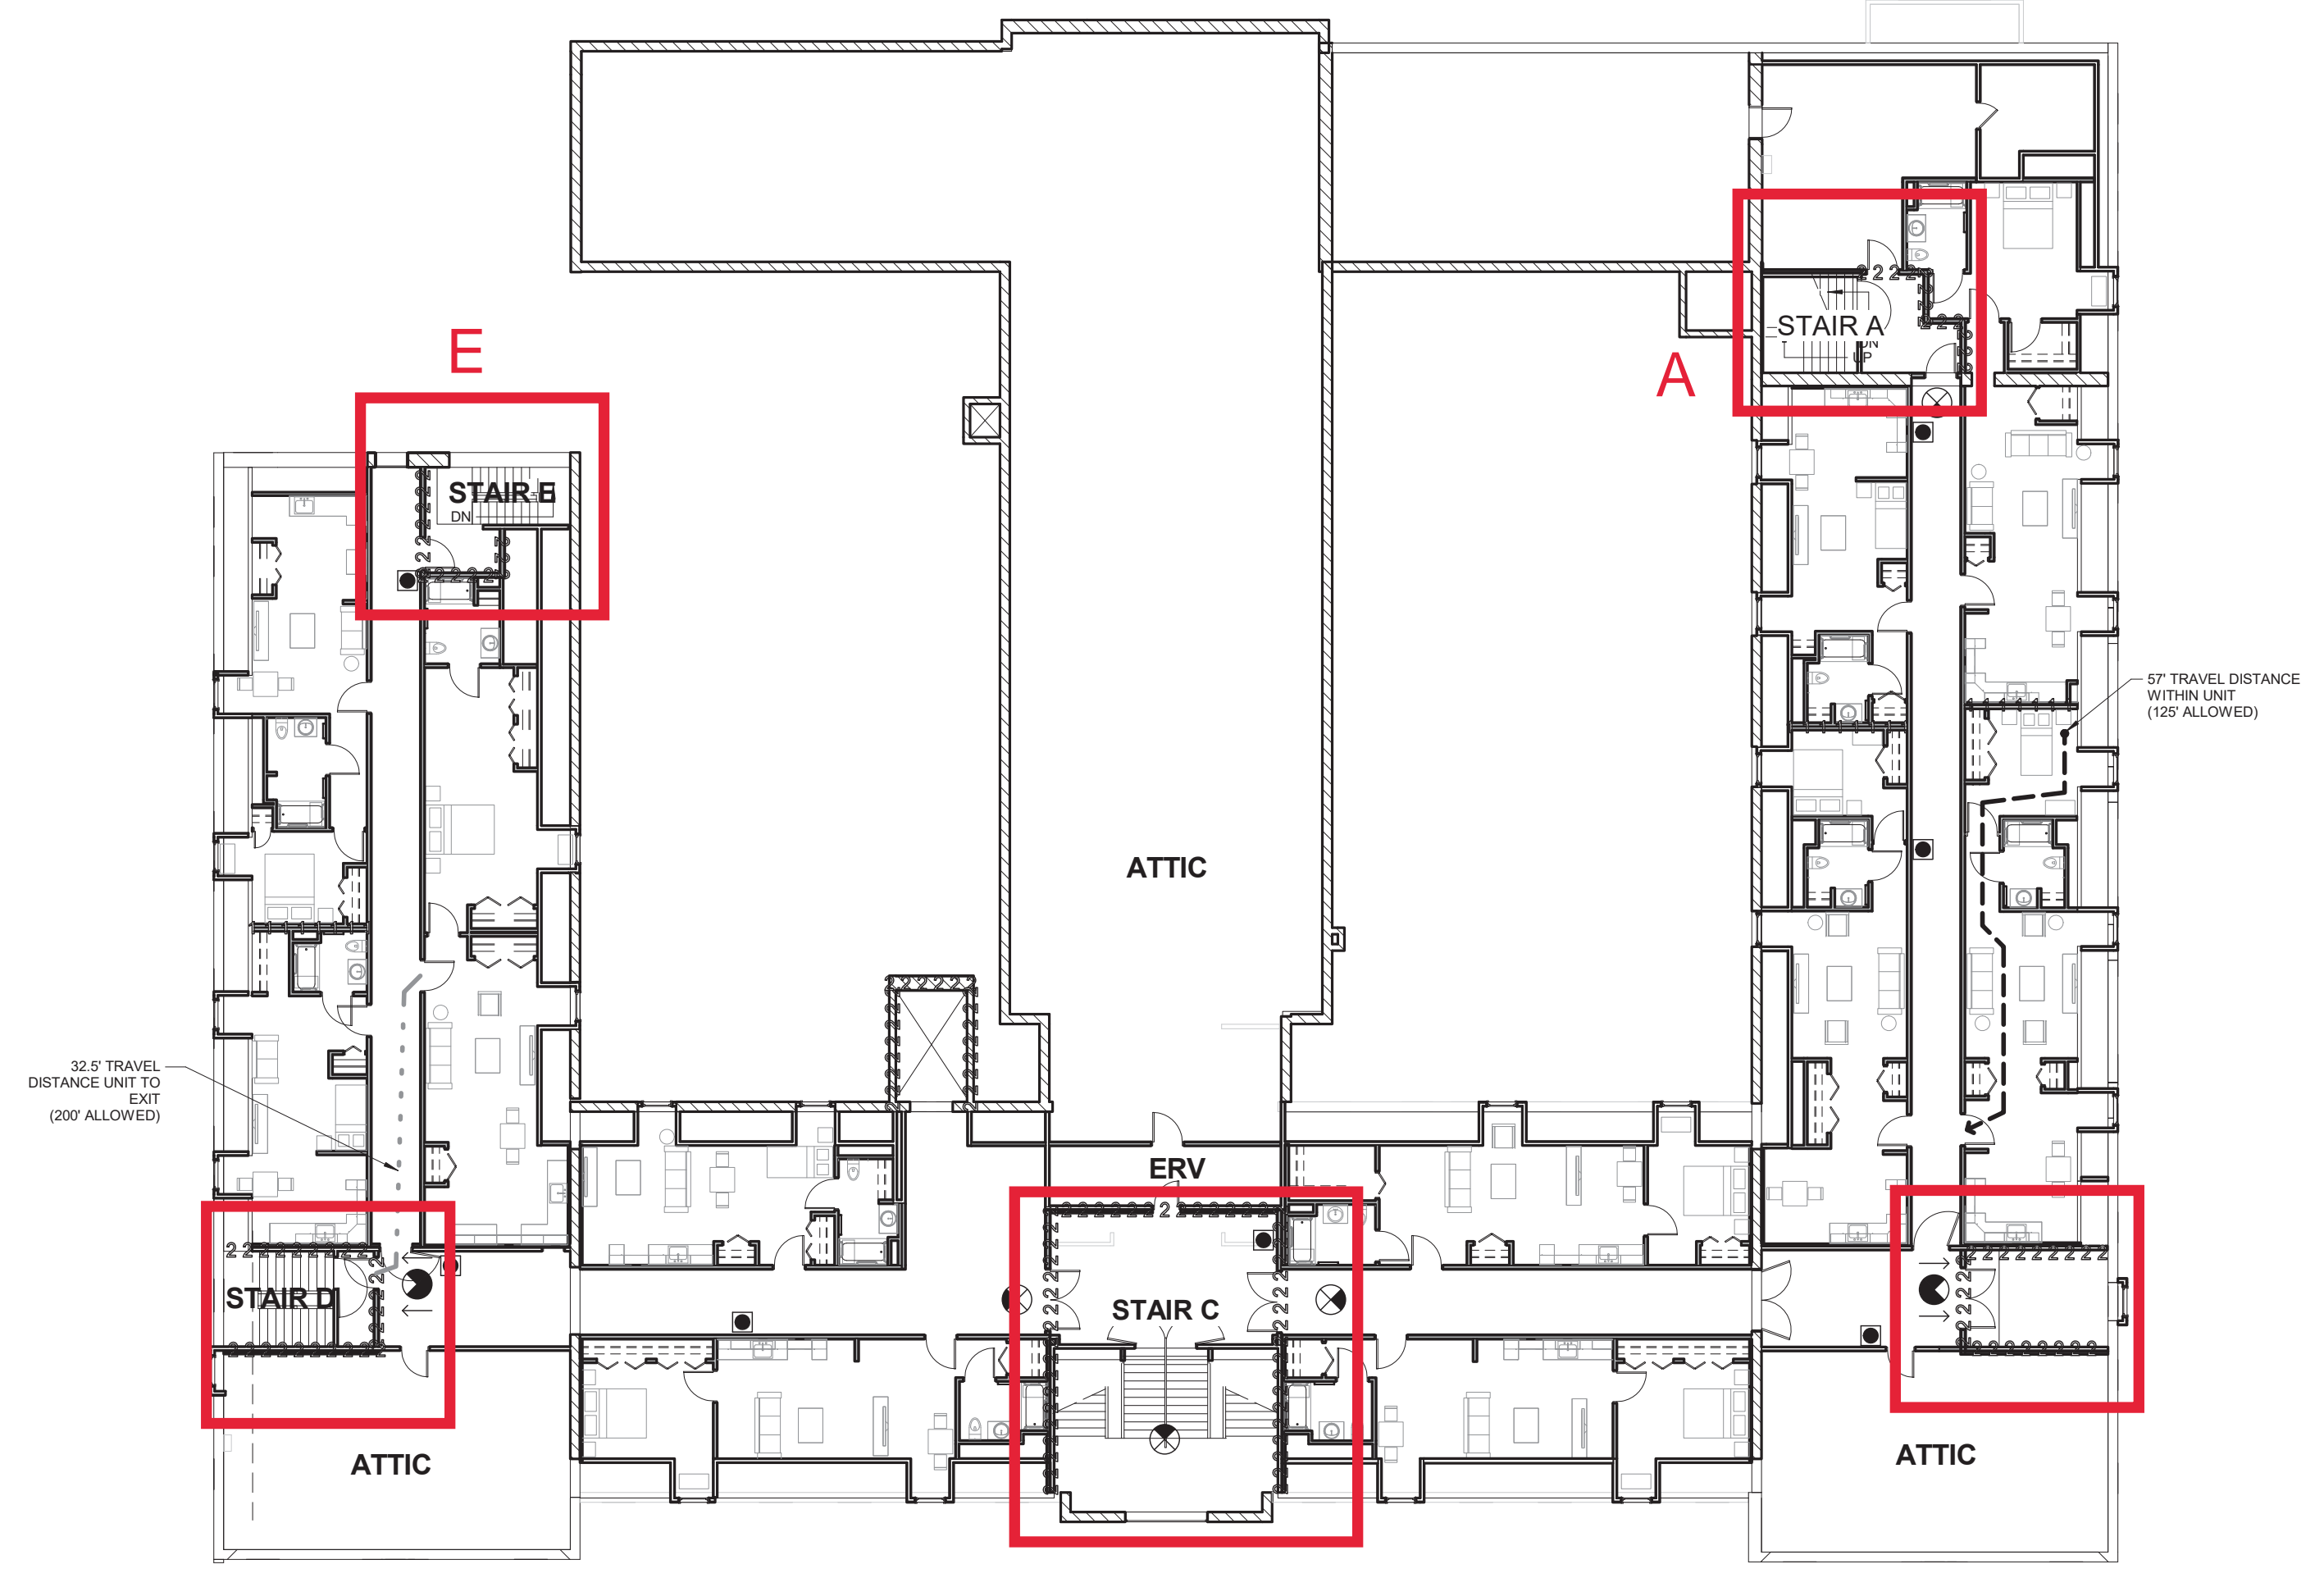 E
A
STAIR A
DN
UP
STAIR E
DN
57' TRAVEL DISTANCE
WITHIN UNIT
(125' ALLOWED)
ATTIC
32.5' TRAVEL
DISTANCE UNIT TO
EXIT
(200' ALLOWED)
ERV
STAIR D
STAIR C
ATTIC
ATTIC